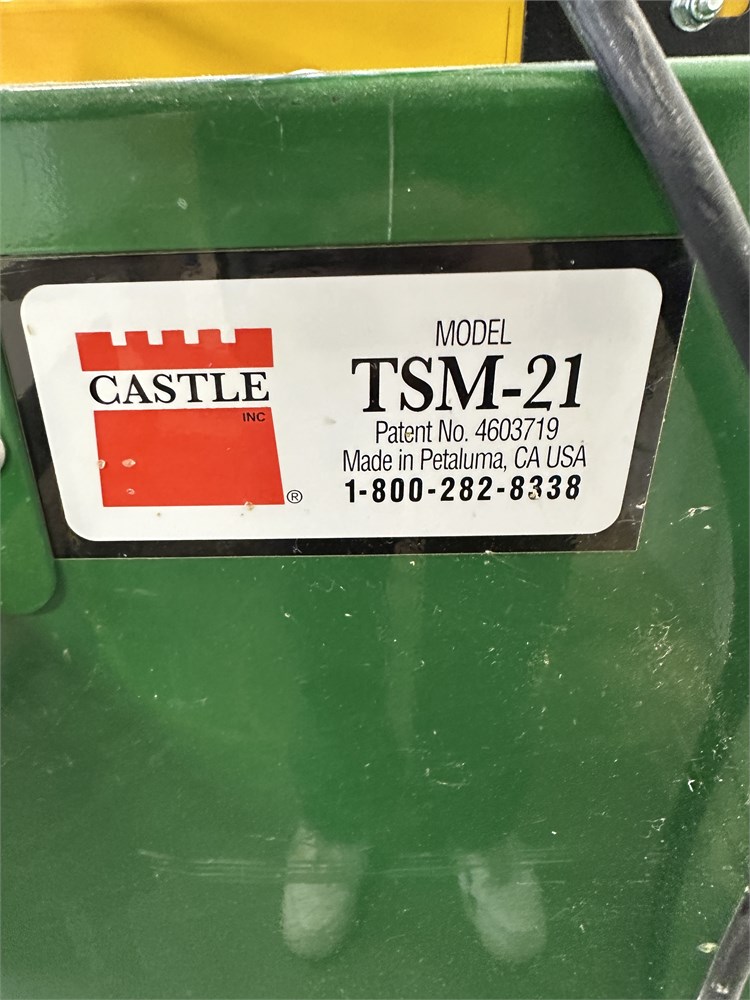 CASTLE
INC
®
MODEL
TSM-21
Patent No. 4603719
Made in Petaluma, CA USA
1-800-282-8338